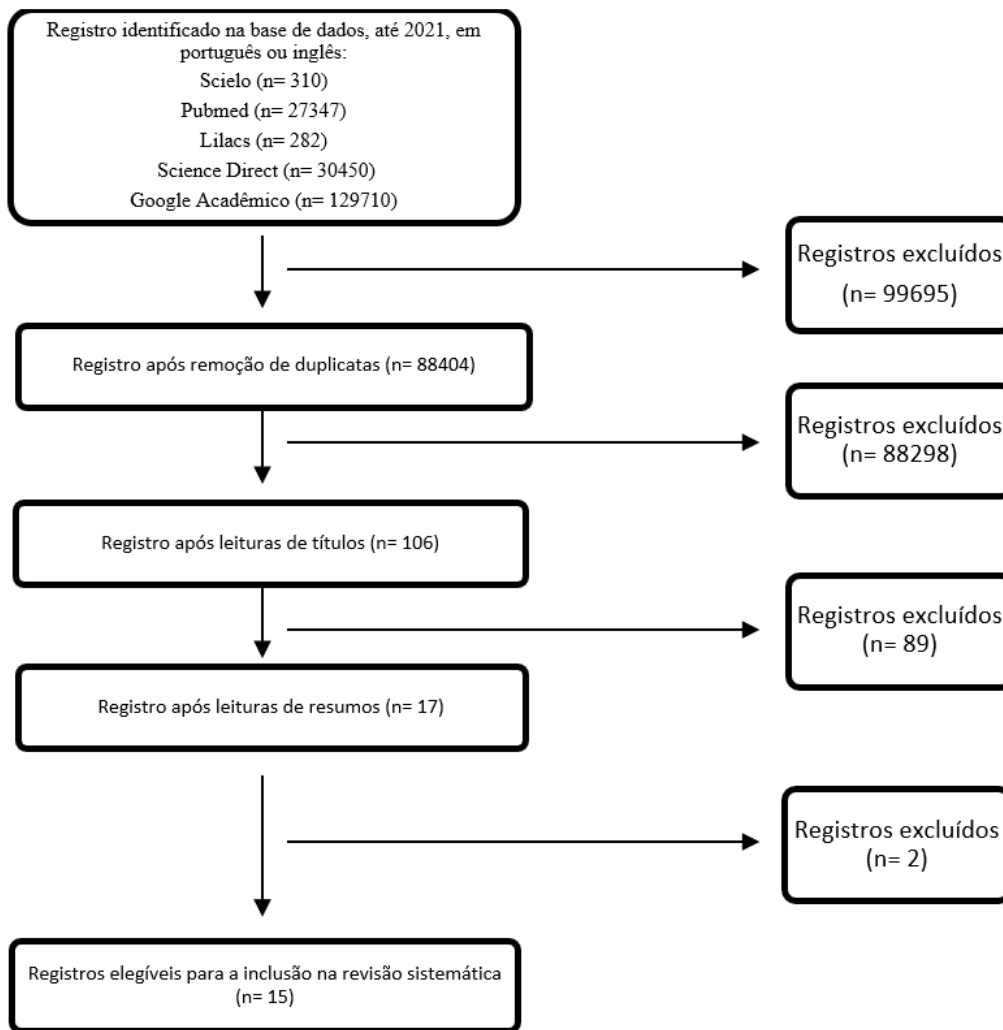 Registro identificado na base de dados, até 2021, em
português ou inglês:
Scielo (n= 310)
Pubmed (n= 27347)
Lilacs (n= 282)
Science Direct (n= 30450)
Google Acadêmico (n= 129710)
Registros excluídos
(n= 99695)
Registro após remoção de duplicatas (n= 88404)
Registros excluídos
(n= 88298)
Registro após leituras de títulos (n= 106)
Registros excluídos
(n= 89)
Registro após leituras de resumos (n= 17)
Registros excluídos
(n= 2)
Registros elegíveis para a inclusão na revisão sistemática
(n= 15)